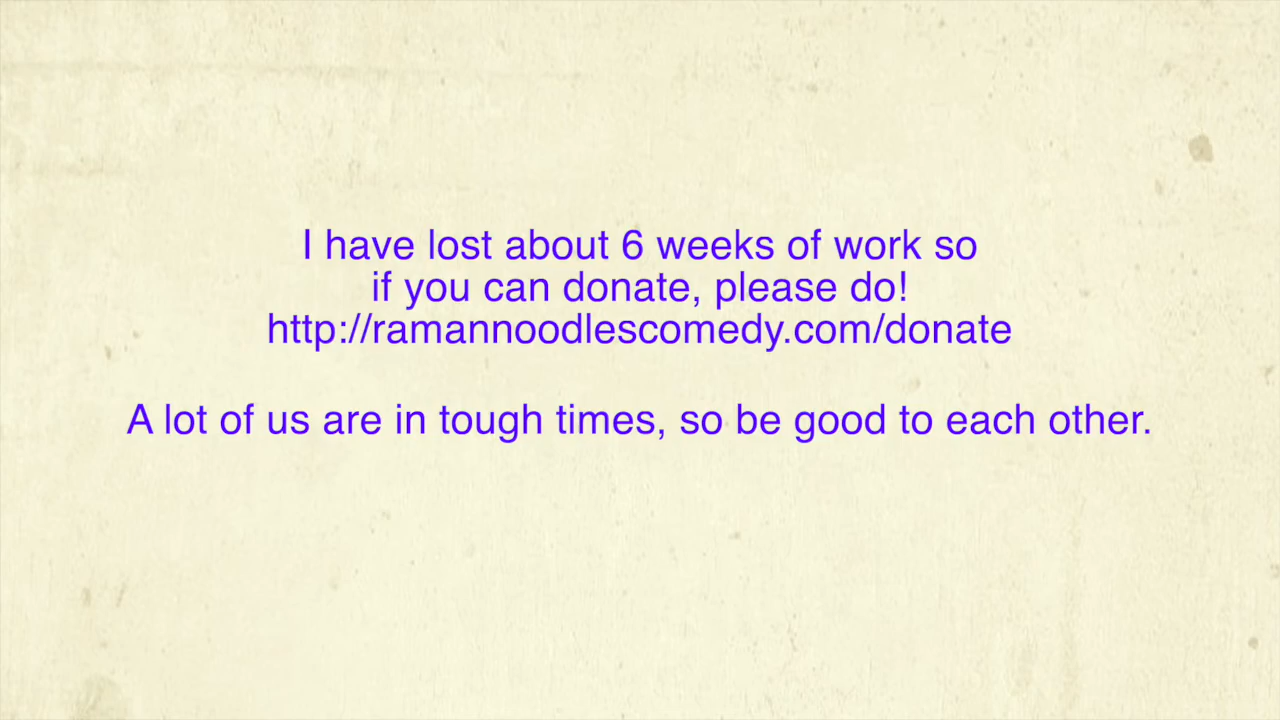 I have lost about 6 weeks of work so
if you can donate, please do!
http://ramannoodlescomedy.com/donate
A lot of us are in tough times, so be good to each other.